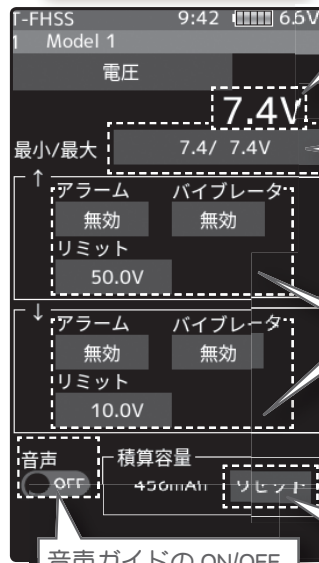 T-FHSS 9:42 6.5V
1 Model 1
電圧
7.4V
最小/最大 7.4/ 7.4V
↑
アラーム バイブレータ
無効 無効
リミット
50.0V
↓
アラーム バイブレータ
無効 無効
リミット
10.0V
音声 積算容量
OFF 450mAh リセット
音声ガイドの ON/OFF